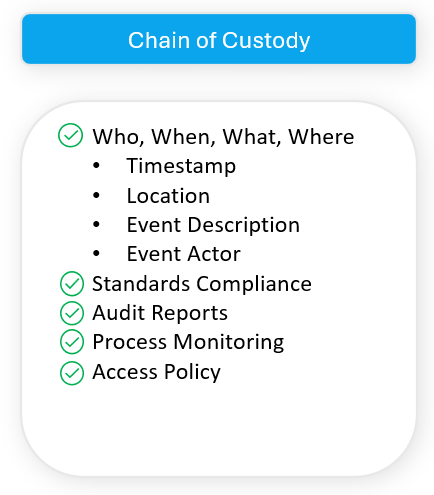 Chain of Custody
Who, When, What, Where
• Timestamp
• Location
• Event Description
• Event Actor
Standards Compliance
Audit Reports
Process Monitoring
Access Policy